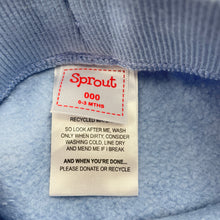 Sprout
000
0-3 MTHS
RECYCLED
SO LOOK AFTER ME, WASH
ONLY WHEN DIRTY, CONSIDER
WASHING COLD, LINE DRY
AND MEND ME IF I BREAK
AND WHEN YOU'RE DONE...
PLEASE DONATE OR RECYCLE